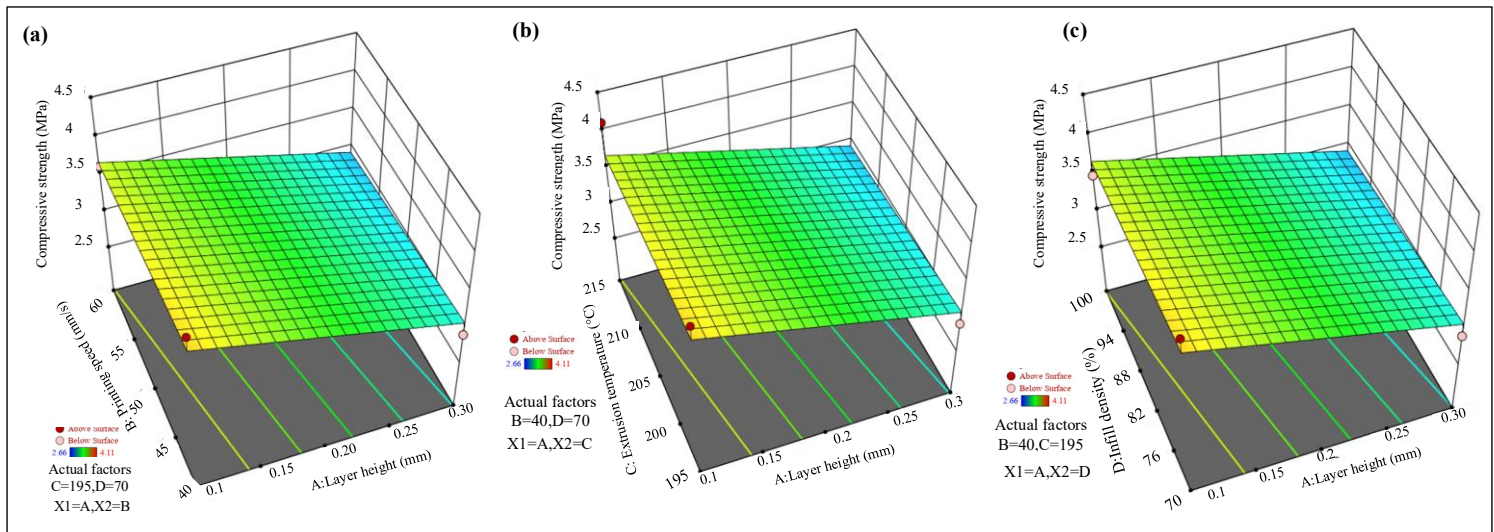 (a)
4.5
4
3.5
3
2.5
Compressive strength (MPa)
60
55
50
45
40
B: Printing speed (mm/s)
0.1
0.15
0.20
0.25
0.30
A:Layer height (mm)
Above Surface
Below Surface
2.66 4.11
Actual factors
C=195,D=70
X1=A,X2=B
(b)
4.5
4
3.5
3
2.5
Compressive strength (MPa)
215
210
205
200
195
C: Extrusion temperature (°C)
0.1
0.15
0.2
0.25
0.3
A:Layer height (mm)
Above Surface
Below Surface
2.66 4.11
Actual factors
B=40,D=70
X1=A,X2=C
(c)
4.5
4
3.5
3
2.5
Compressive strength (MPa)
100
94
88
82
76
70
D:Infill density (%)
0.1
0.15
0.2
0.25
0.30
A:Layer height (mm)
Above Surface
Below Surface
2.66 4.11
Actual factors
B=40,C=195
X1=A,X2=D